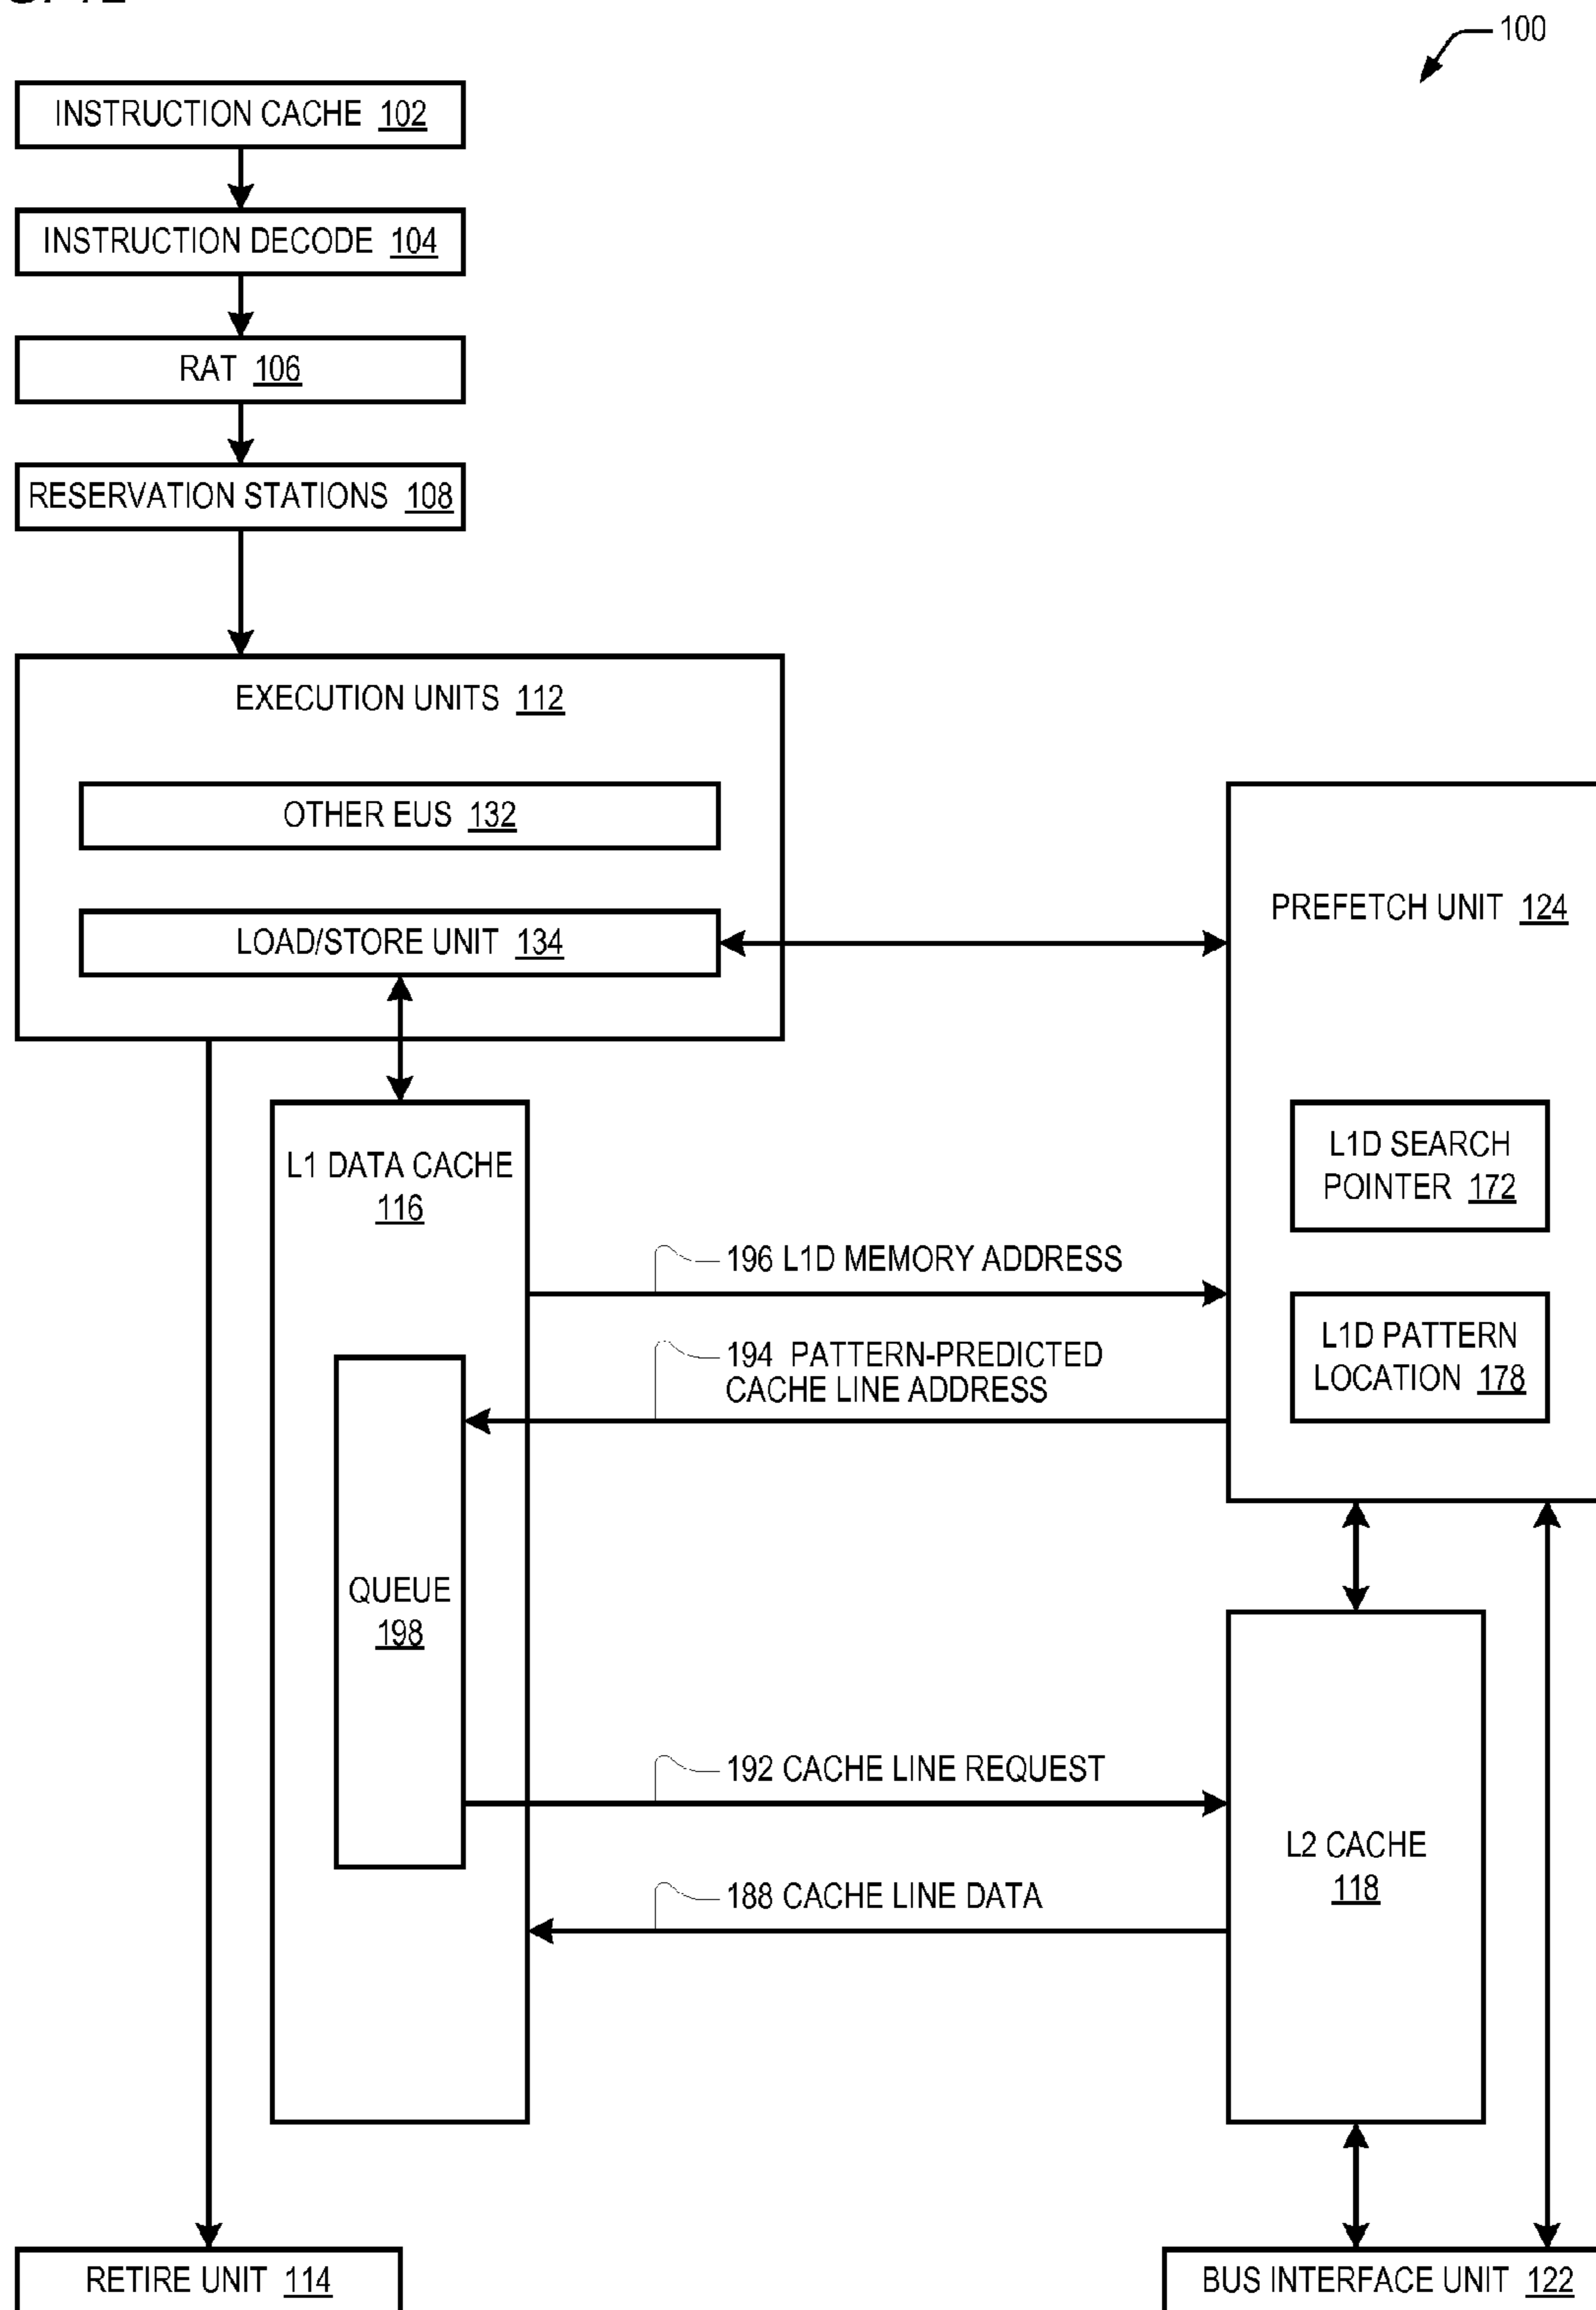 100
INSTRUCTION CACHE 102
INSTRUCTION DECODE 104
RAT 106
RESERVATION STATIONS 108
EXECUTION UNITS 112
OTHER EUS 132
LOAD/STORE UNIT 134
PREFETCH UNIT 124
L1D SEARCH
POINTER 172
L1D PATTERN
LOCATION 178
L1 DATA CACHE
116
196 L1D MEMORY ADDRESS
194 PATTERN-PREDICTED
CACHE LINE ADDRESS
QUEUE
198
192 CACHE LINE REQUEST
188 CACHE LINE DATA
L2 CACHE
118
RETIRE UNIT 114
BUS INTERFACE UNIT 122